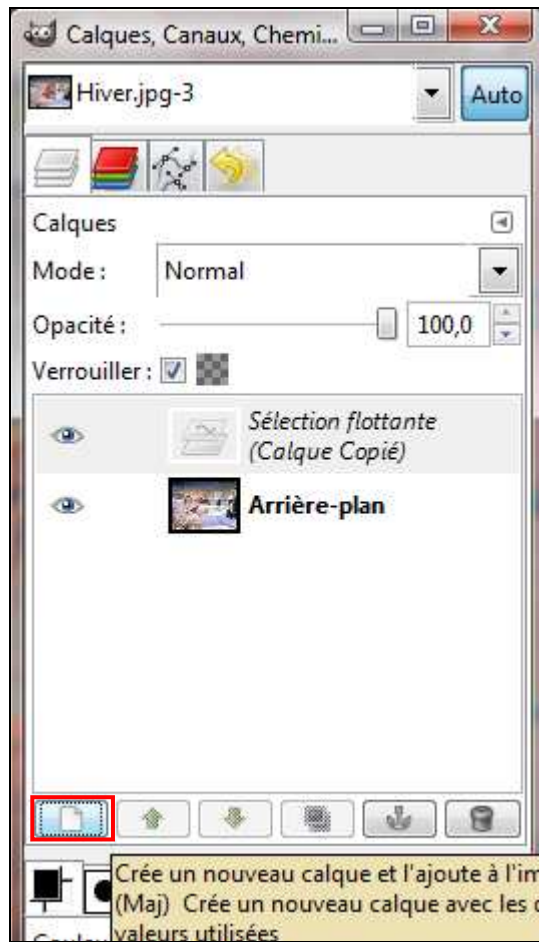 Calques, Canaux, Chemi...
Hiver.jpg-3
Auto
Calques
Mode :
Normal
Opacité :
100,0
Verrouiller :
Sélection flottante
(Calque Copié)
Arrière-plan
Crée un nouveau calque et l'ajoute à l'im
(Maj) Crée un nouveau calque avec les
valeurs utilisées